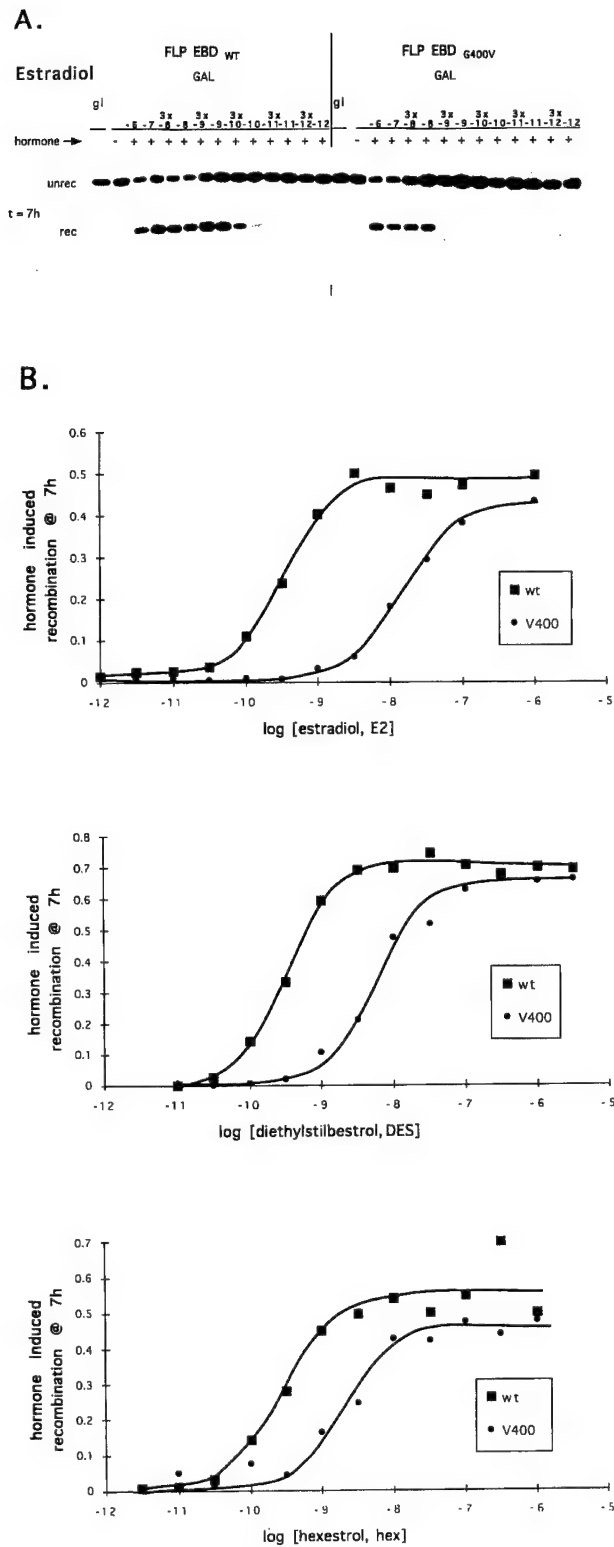 A.
FLP EBD WT
FLP EBD G400V
Estradiol
GAL
GAL
gl
gl
3x 3x 3x 3x 3x 3x 3x 3x
-6 -7 -8 -8 -9 -9 -10 -10 -11 -11 -12 -12
-6 -7 -8 -8 -9 -9 -10 -10 -11 -11 -12 -12
hormone → - + + + + + + + + + + + + - + + + + + + + + + + + +
unrec
t = 7h
rec
B.
0.6
0.5
0.4
0.3
0.2
0.1
0
hormone induced
recombination @ 7h
wt
V400
-12 -11 -10 -9 -8 -7 -6 -5
log [estradiol, E2]
0.8
0.7
0.6
0.5
0.4
0.3
0.2
0.1
0
hormone induced
recombination @ 7h
wt
V400
-12 -11 -10 -9 -8 -7 -6 -5
log [diethylstilbestrol, DES]
0.7
0.6
0.5
0.4
0.3
0.2
0.1
0
hormone Induced
recombination @ 7h
wt
V400
-12 -11 -10 -9 -8 -7 -6 -5
log [hexestrol, hex]